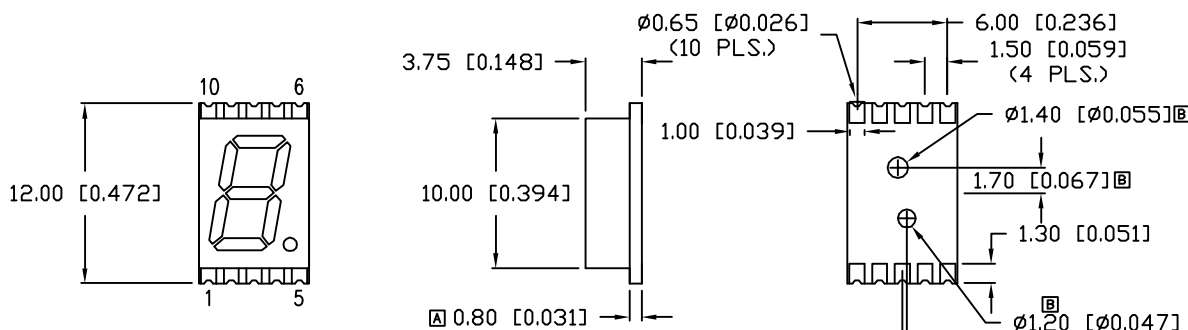 Ø0.65 [Ø0.026]
(10 PLS.)
6.00 [0.236]
1.50 [0.059]
(4 PLS.)
3.75 [0.148]
10 6
Ø1.40 [Ø0.055] B
1.00 [0.039]
12.00 [0.472]
10.00 [0.394]
1.70 [0.067] B
1.30 [0.051]
1 5
A 0.80 [0.031]
B
Ø1.20 [Ø0.047]